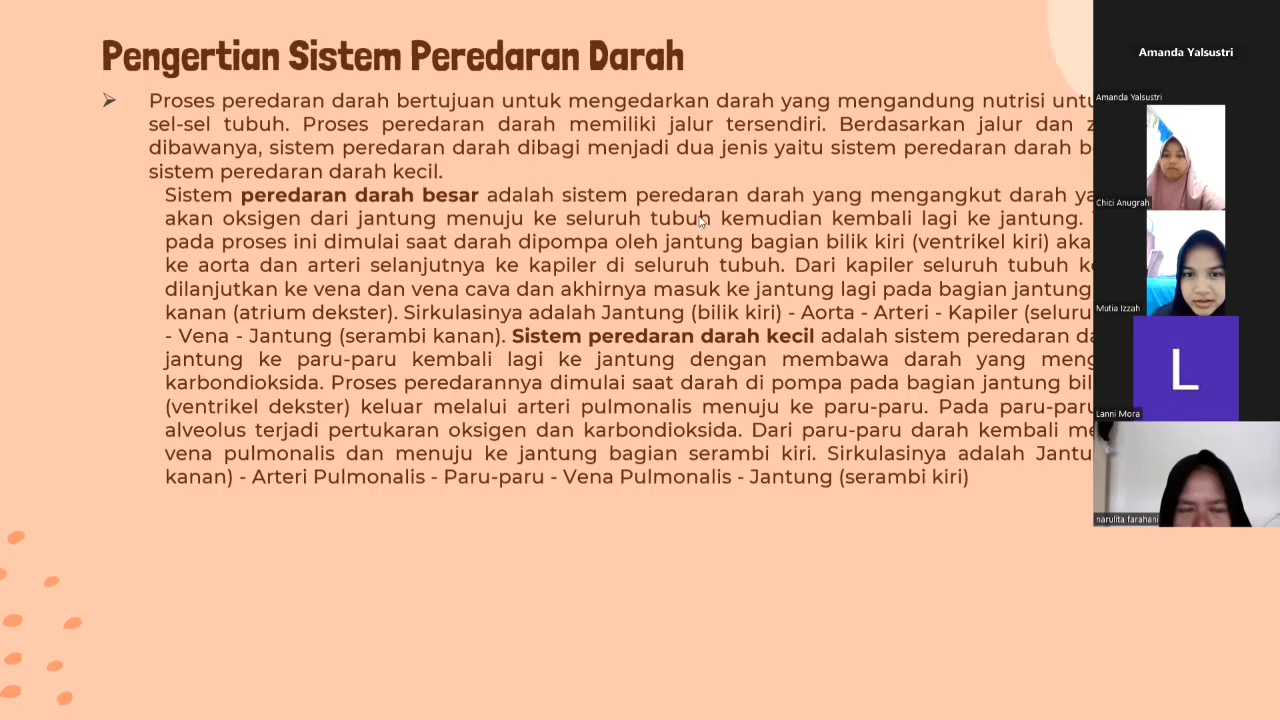 Pengertian Sistem Peredaran Darah
Proses peredaran darah bertujuan untuk mengedarkan darah yang mengandung nutrisi
sel-sel tubuh. Proses peredaran darah memiliki jalur tersendiri. Berdasarkan jalur dan
dibawanya, sistem peredaran darah dibagi menjadi dua jenis yaitu sistem peredaran darah
sistem peredaran darah kecil.
Sistem peredaran darah besar adalah sistem peredaran darah yang mengangkut darah
akan oksigen dari jantung menuju ke seluruh tubuh kemudian kembali lagi ke jantung.
pada proses ini dimulai saat darah dipompa oleh jantung bagian bilik kiri (ventrikel kiri)
ke aorta dan arteri selanjutnya ke kapiler di seluruh tubuh. Dari kapiler seluruh tubuh
dilanjutkan ke vena dan vena cava dan akhirnya masuk ke jantung lagi pada bagian jantung
kanan (atrium dekster). Sirkulasinya adalah Jantung (bilik kiri) - Aorta - Arteri - Kapiler
- Vena - Jantung (serambi kanan). Sistem peredaran darah kecil adalah sistem peredaran
jantung ke paru-paru kembali lagi ke jantung dengan membawa darah yang
karbondioksida. Proses peredarannya dimulai saat darah di pompa pada bagian jantung
(ventrikel dekster) keluar melalui arteri pulmonalis menuju ke paru-paru. Pada paru-paru
alveolus terjadi pertukaran oksigen dan karbondioksida. Dari paru-paru darah kembali
vena pulmonalis dan menuju ke jantung bagian serambi kiri. Sirkulasinya adalah
kanan) - Arteri Pulmonalis - Paru-paru - Vena Pulmonalis - Jantung (serambi kiri)
Amanda Yalsustri
Amanda Yalsustri
Chici Anugrah
Mutia Izzah
L
Lanni Mora
narulita farahani